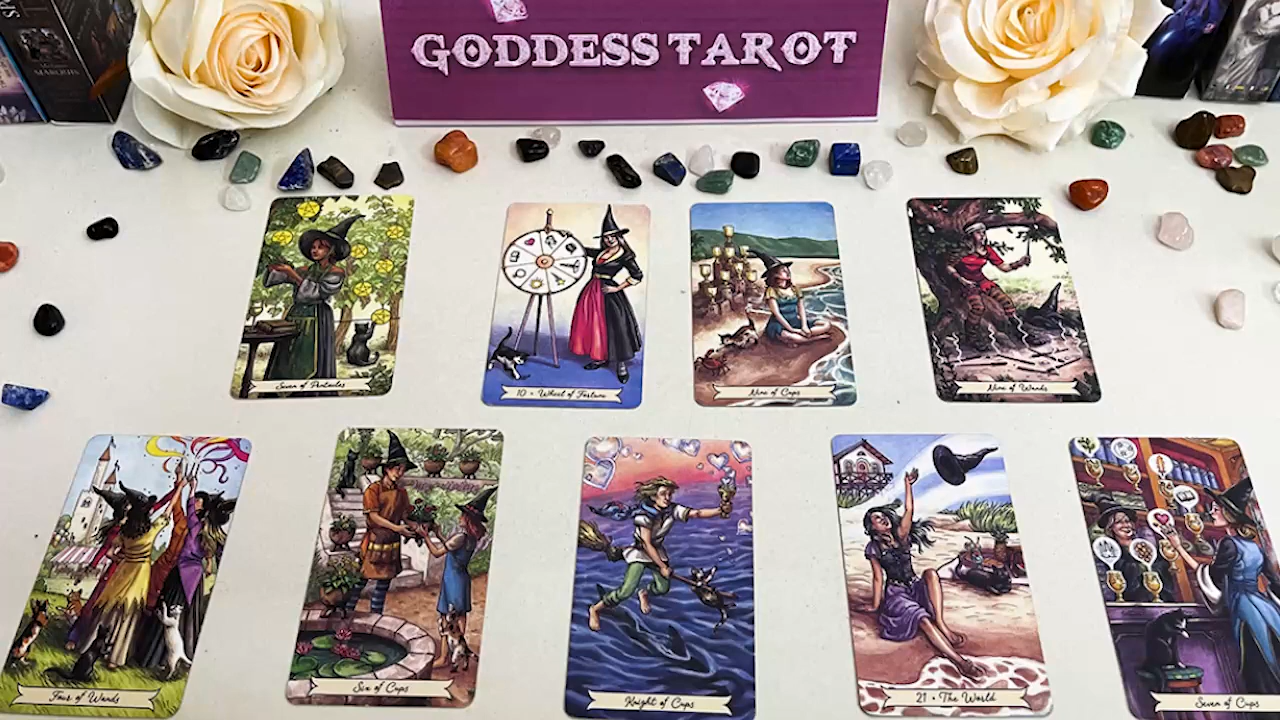 GODDESS TAROT
MARCHETTI
Seven of Pentacles
10 • Wheel of Fortune
Nine of Cups
Nine of Wands
Four of Wands
Six of Cups
Knight of Cups
21 • The World
Seven of Cups